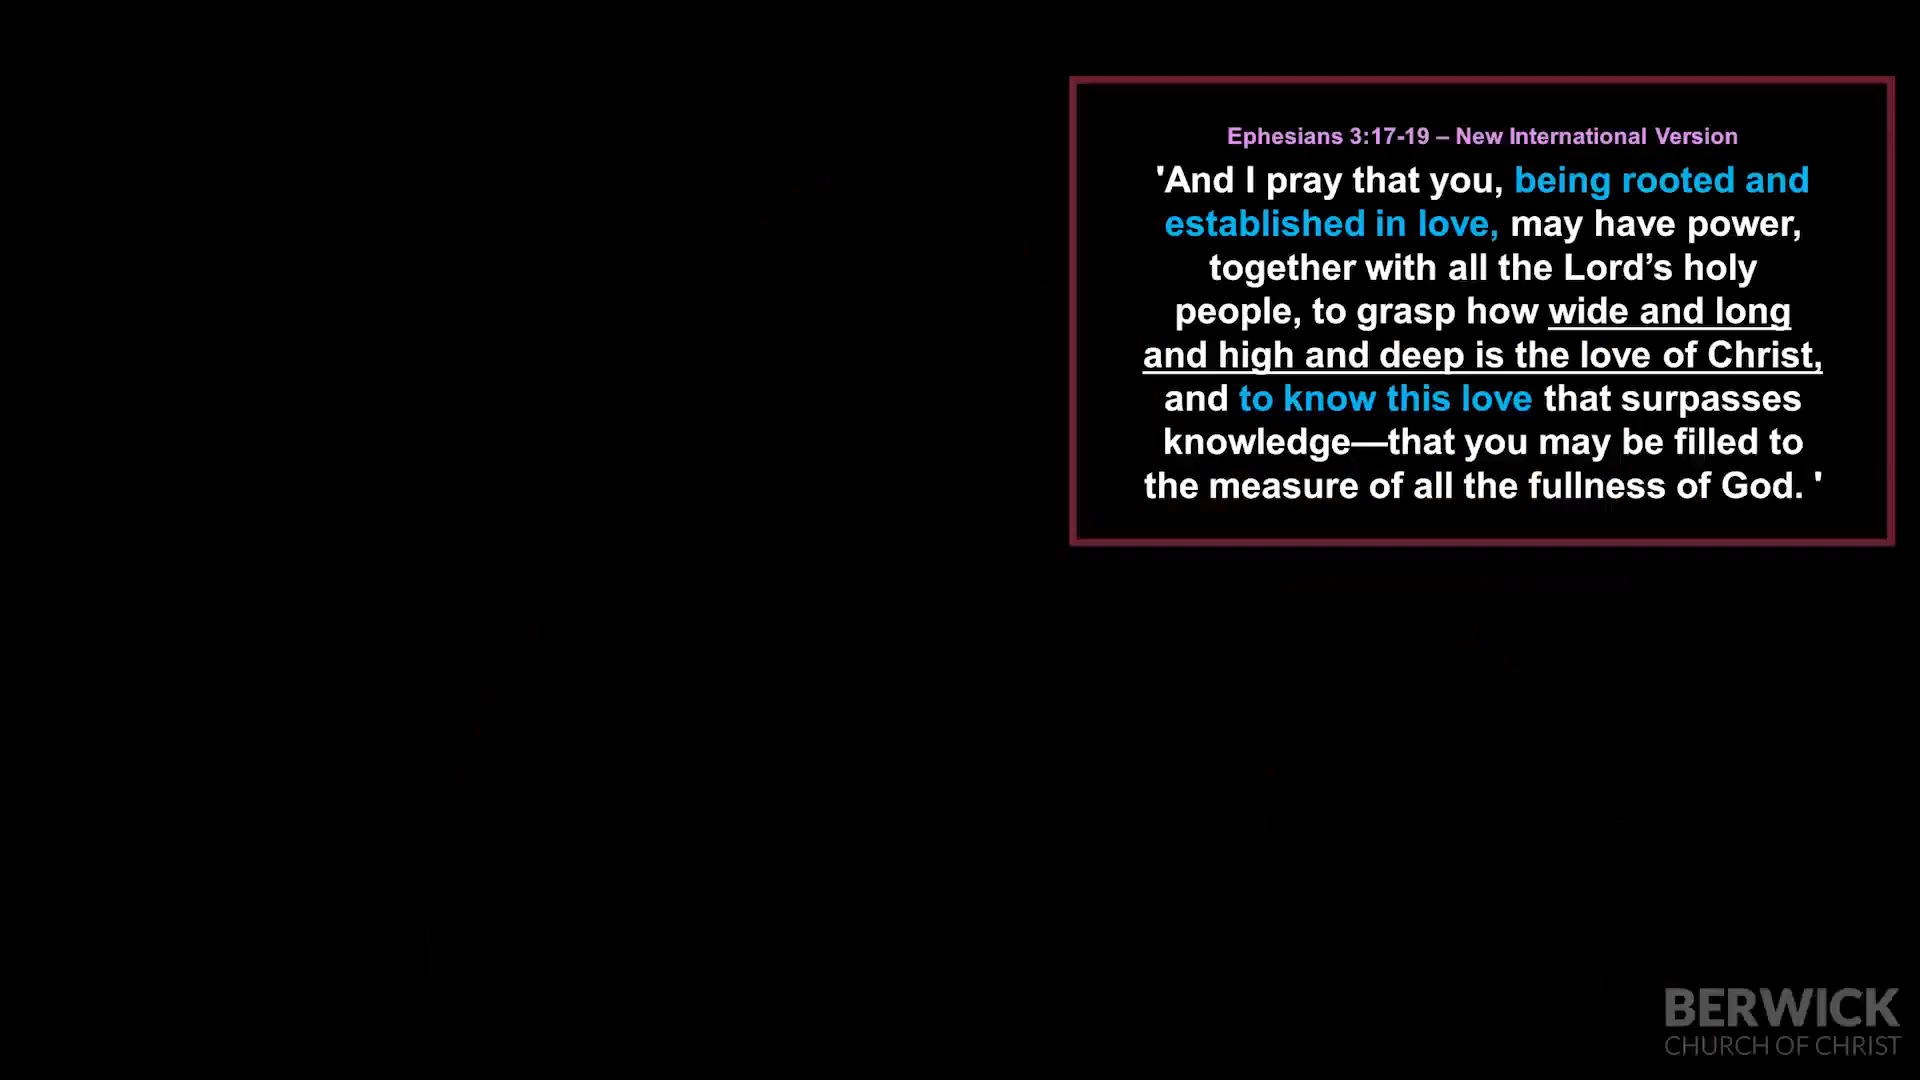 Ephesians 3:17-19 – New International Version
'And I pray that you, being rooted and
established in love, may have power,
together with all the Lord’s holy
people, to grasp how wide and long
and high and deep is the love of Christ,
and to know this love that surpasses
knowledge—that you may be filled to
the measure of all the fullness of God. '
BERWICK
CHURCH OF CHRIST